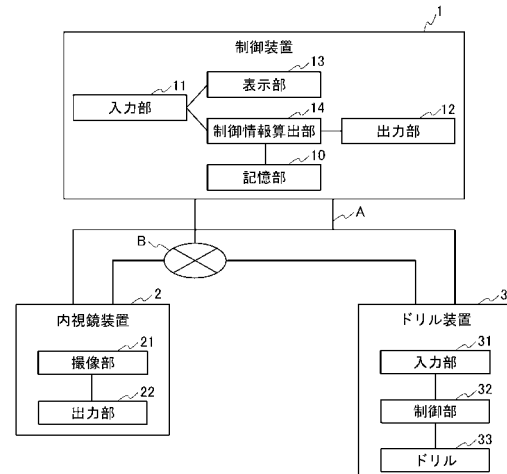 1
制御装置
11
入力部
13
表示部
14
制御情報算出部
12
出力部
10
記憶部
A
B
2
内視鏡装置
21
撮像部
22
出力部
3
ドリル装置
31
入力部
32
制御部
33
ドリル